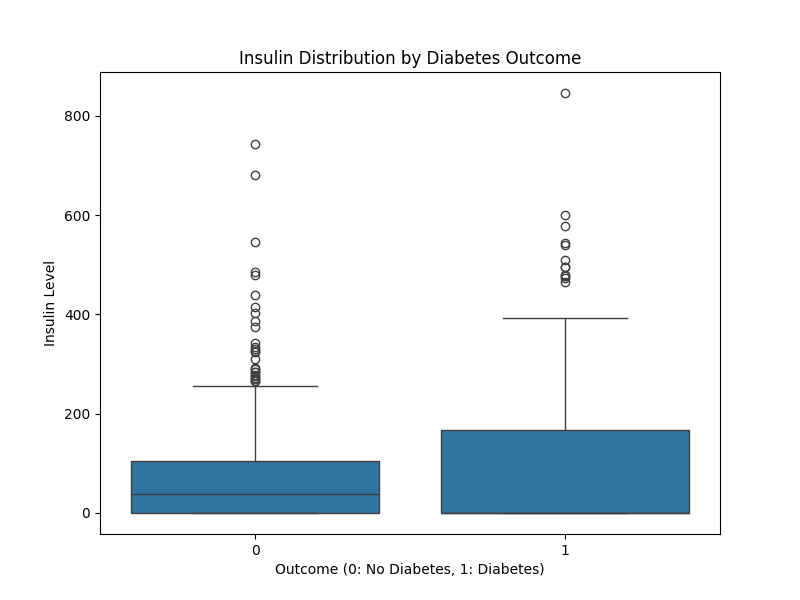 Insulin Distribution by Diabetes Outcome
800
600
400
200
0
Insulin Level
0 1
Outcome (0: No Diabetes, 1: Diabetes)